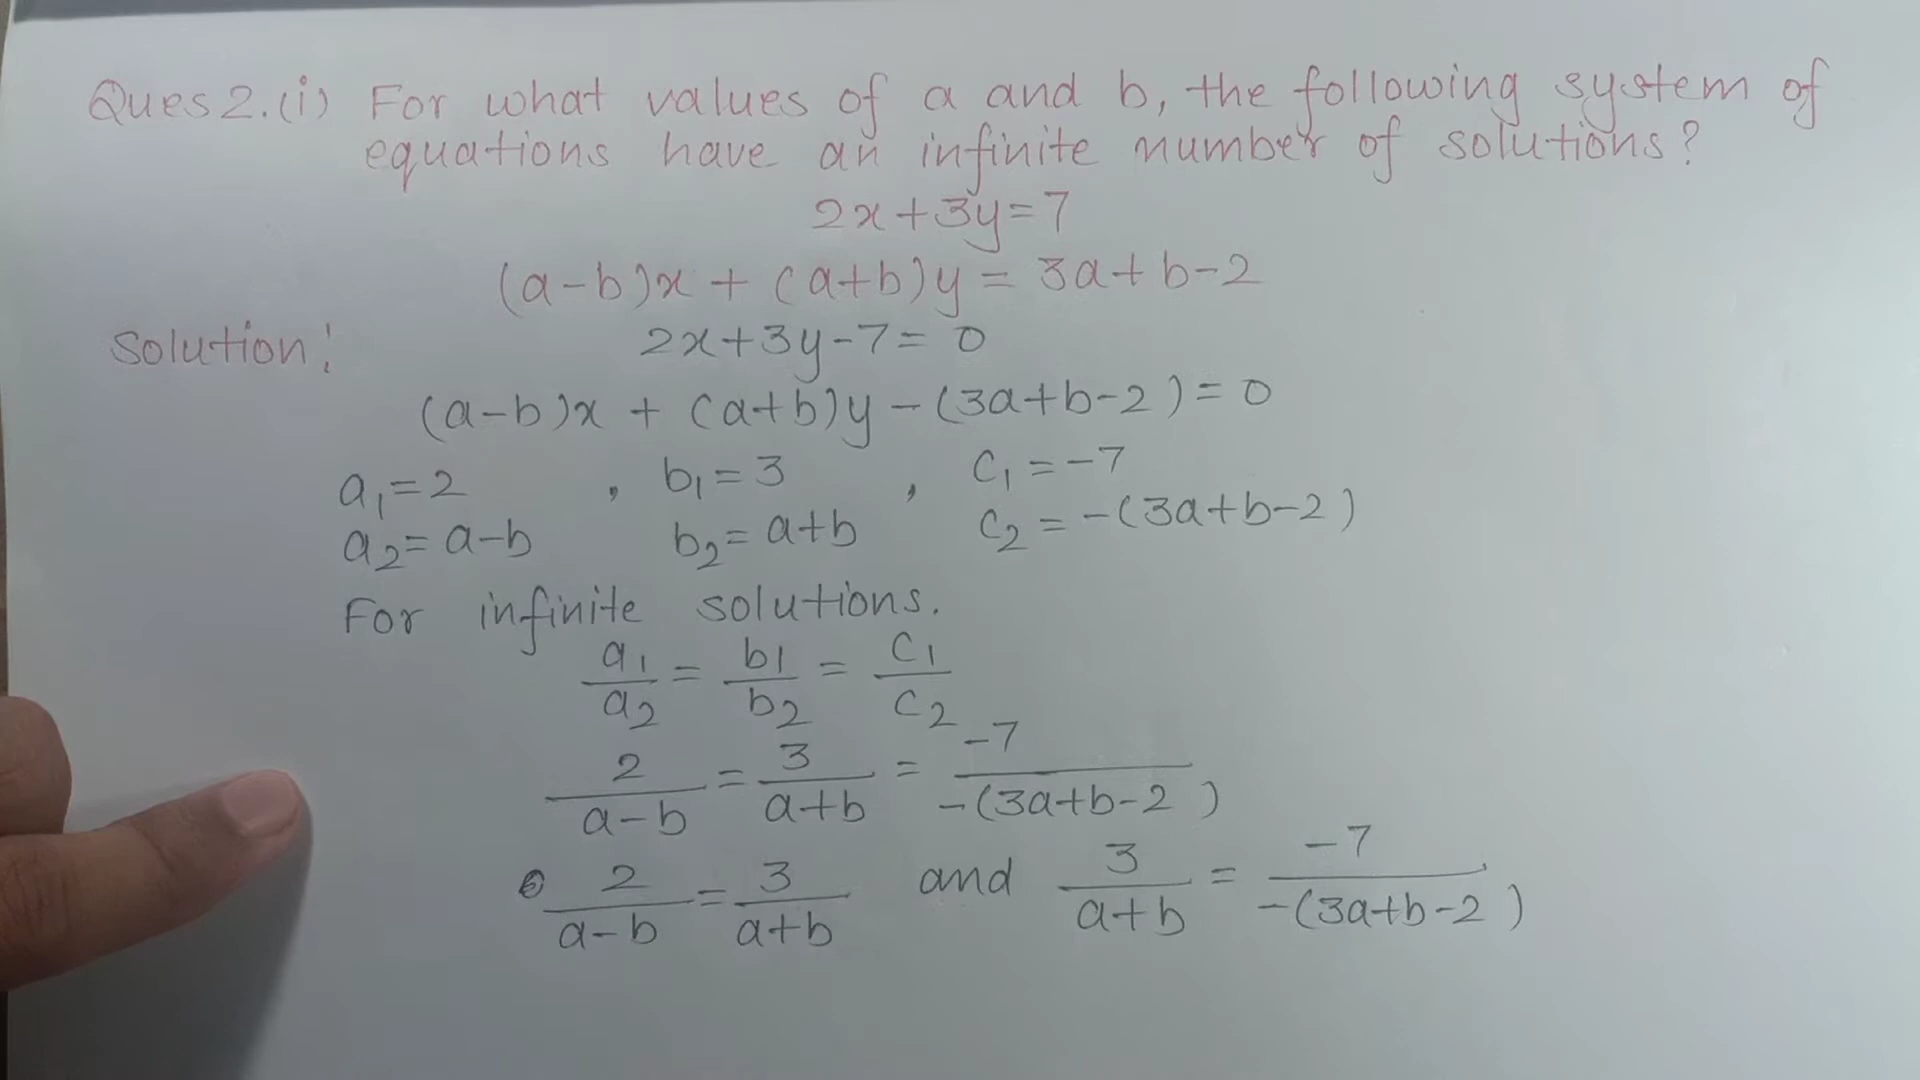 Ques 2. (i) For what values of a and b, the following system of
equations have an infinite number of solutions?
2x+3y=7
(a-b)x + (a+b)y = 3a+b-2
Solution:
2x+3y-7=0
(a-b)x + (a+b)y-(3a+b-2)=0
a₁=2 , b₁=3 , c₁=-7
a₂=a-b b₂=a+b c₂=-(3a+b-2)
For infinite solutions.
a₁/a₂ = b₁/b₂ = c₁/c₂
2/(a-b) = 3/(a+b) = -7/-(3a+b-2)
2/(a-b) = 3/(a+b) and 3/(a+b) = -7/-(3a+b-2)